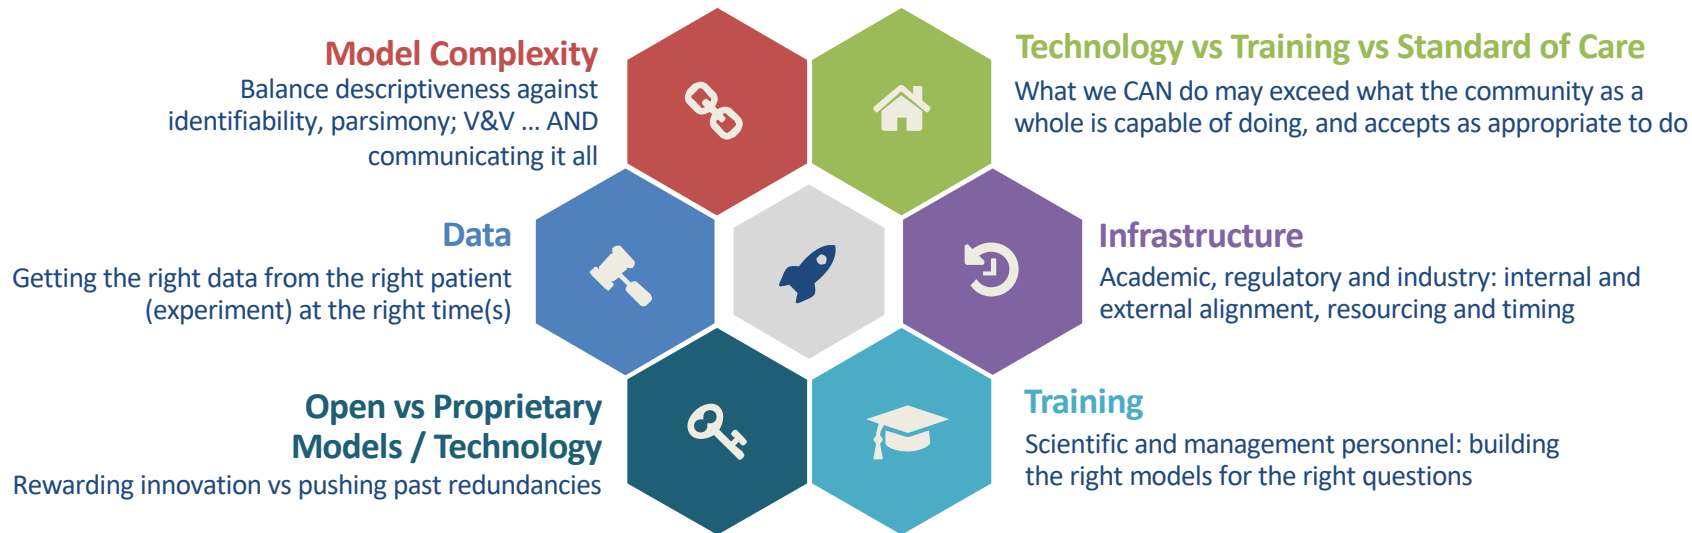 Model Complexity
Balance descriptiveness against
identifiability, parsimony; V&V ... AND
communicating it all
Technology vs Training vs Standard of Care
What we CAN do may exceed what the community as a
whole is capable of doing, and accepts as appropriate to do
Data
Getting the right data from the right patient
(experiment) at the right time(s)
Infrastructure
Academic, regulatory and industry: internal and
external alignment, resourcing and timing
Open vs Proprietary
Models / Technology
Rewarding innovation vs pushing past redundancies
Training
Scientific and management personnel: building
the right models for the right questions